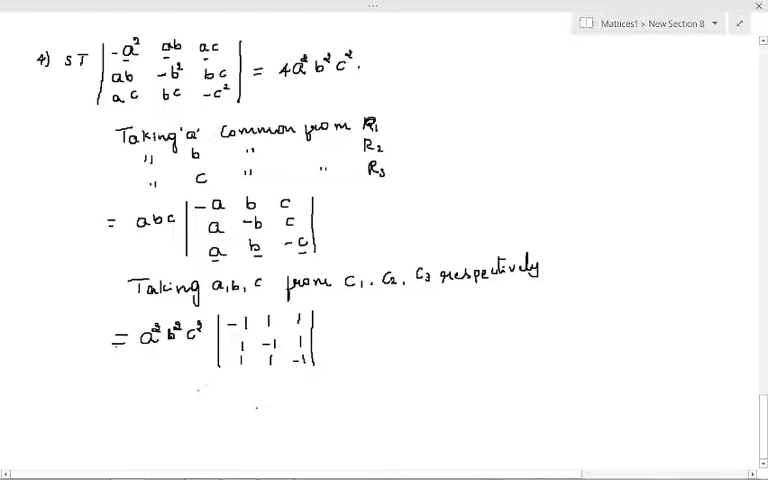 Matrices1 > New Section 8
4) ST | -a² ab ac |
| ab -b² bc | = 4a²b²c².
| ac bc -c² |
Taking 'a' common from R₁
" b " R₂
" c " " R₃
= abc | -a b c |
| a -b c |
| a b -c |
Taking a, b, c from C₁, C₂, C₃ respectively
= a²b²c² | -1 1 1 |
| 1 -1 1 |
| 1 1 -1 |